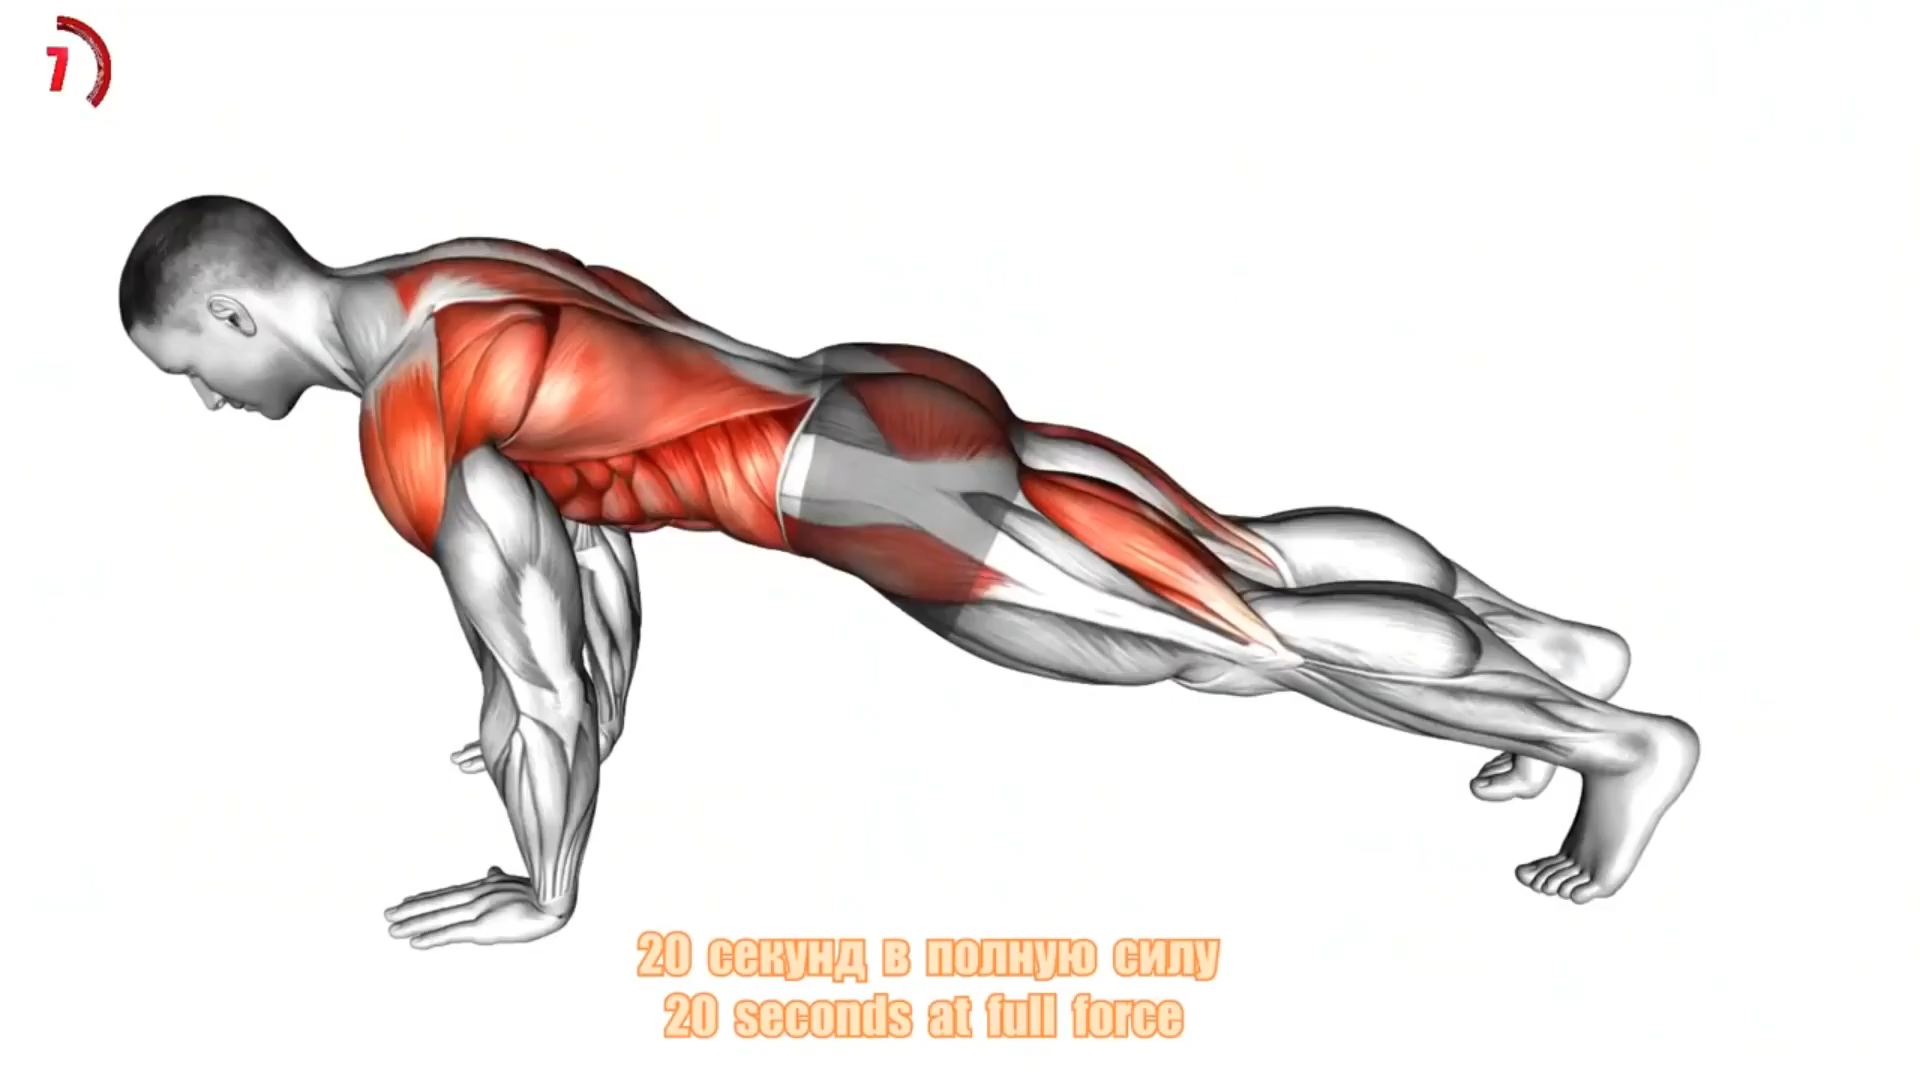 7
20 секунд в полную силу
20 seconds at full force